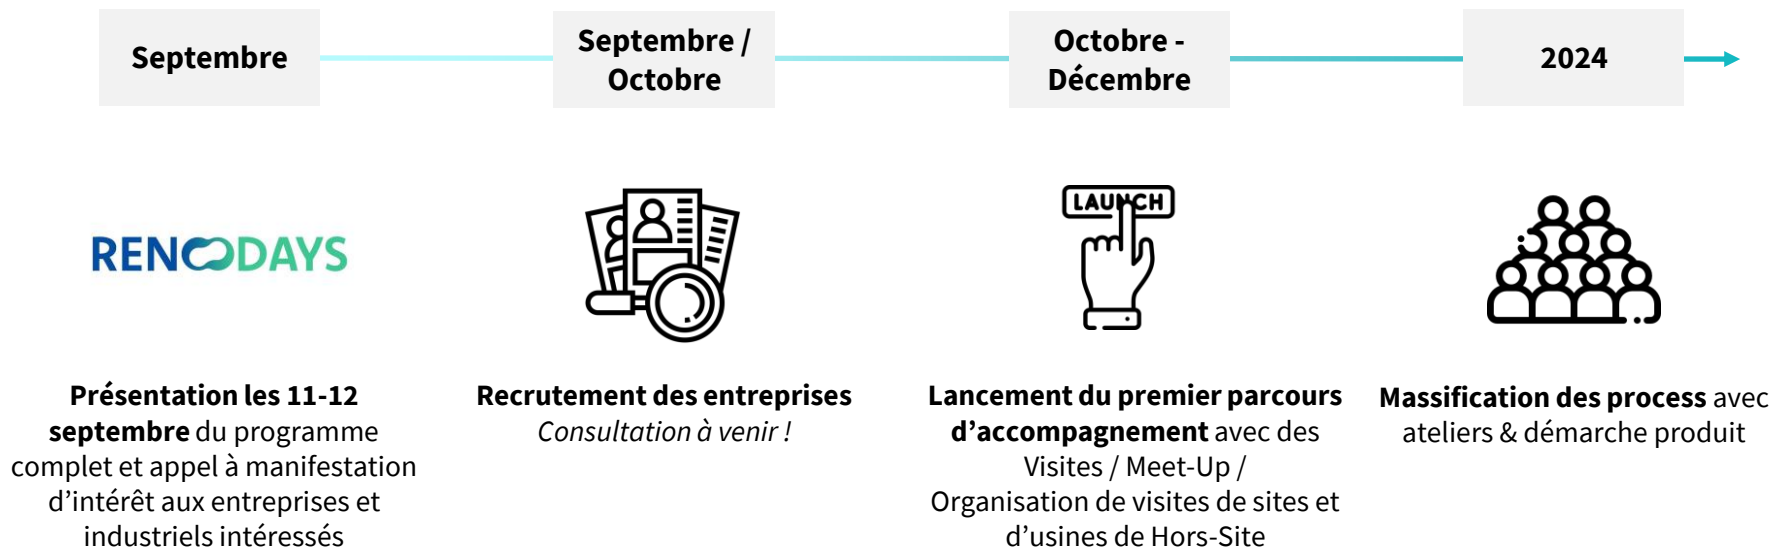 Septembre
Septembre /
Octobre
Octobre -
Décembre
2024
RENODAYS
LAUNCH
Présentation les 11-12
septembre du programme
complet et appel à manifestation
d'intérêt aux entreprises et
industriels intéressés
Recrutement des entreprises
Consultation à venir !
Lancement du premier parcours
d'accompagnement avec des
Visites / Meet-Up /
Organisation de visites de sites et
d'usines de Hors-Site
Massification des process avec
ateliers & démarche produit